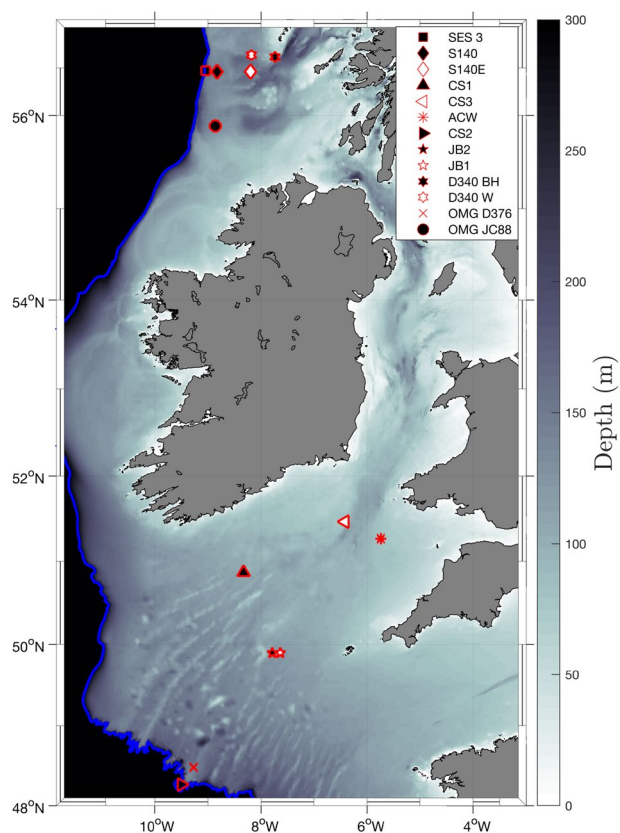 SES 3
S140
S140E
CS1
CS3
ACW
CS2
JB2
JB1
D340 BH
D340 W
OMG D376
OMG JC88
56°N
54°N
52°N
50°N
48°N
10°W
8°W
6°W
4°W
300
250
200
150
100
50
0
Depth (m)